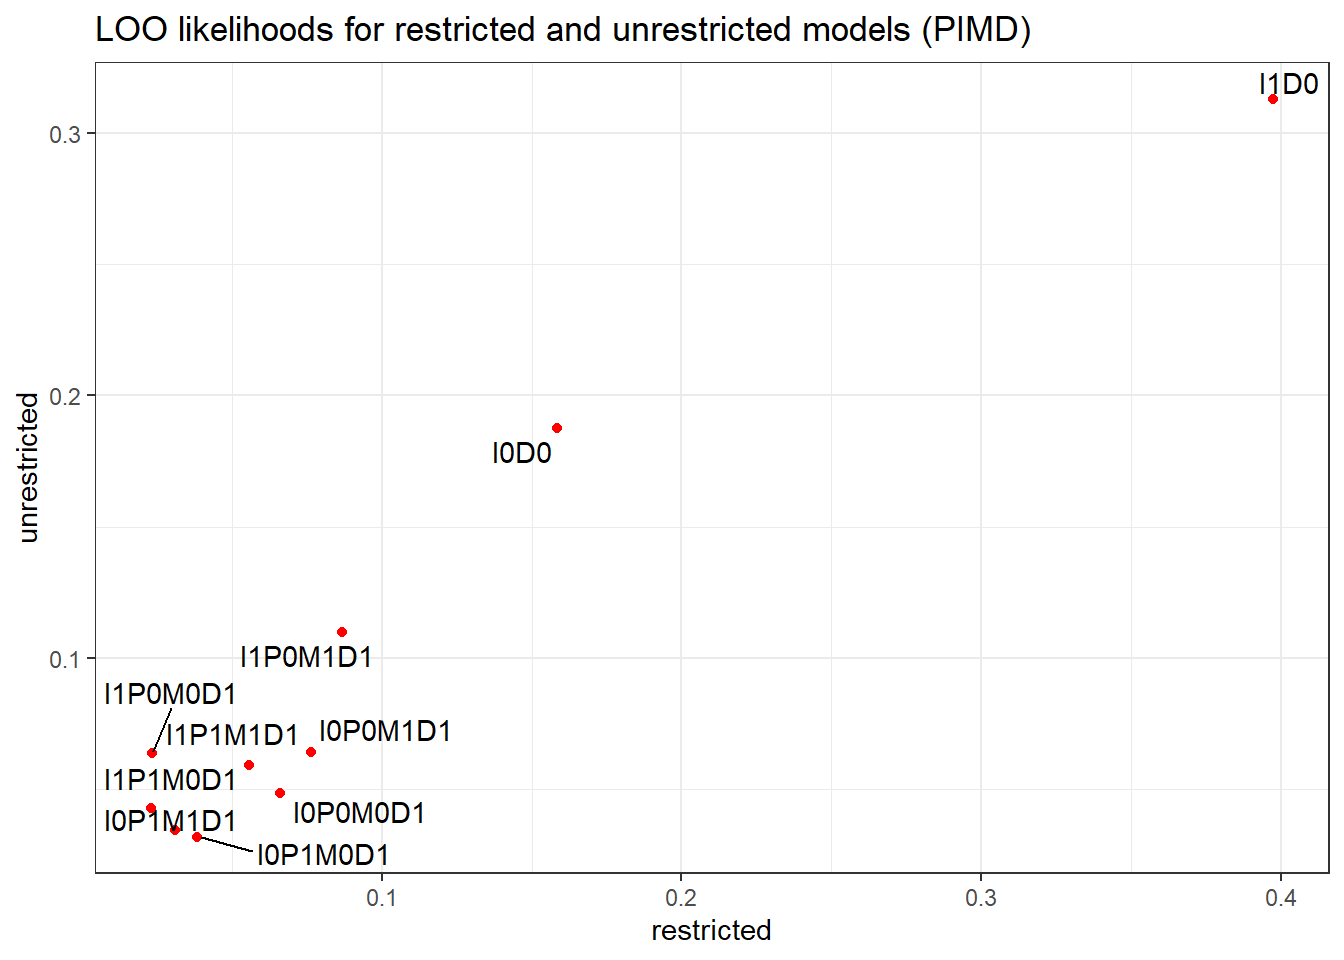 LOO likelihoods for restricted and unrestricted models (PIMD)
I1D0
0.3
0.2
I0D0
unrestricted
I1P0M1D1
0.1
I1P0M0D1
I1P1M1D1
I0P0M1D1
I1P1M0D1
I0P0M0D1
I0P1M1D1
I0P1M0D1
0.1
0.2
0.3
0.4
restricted